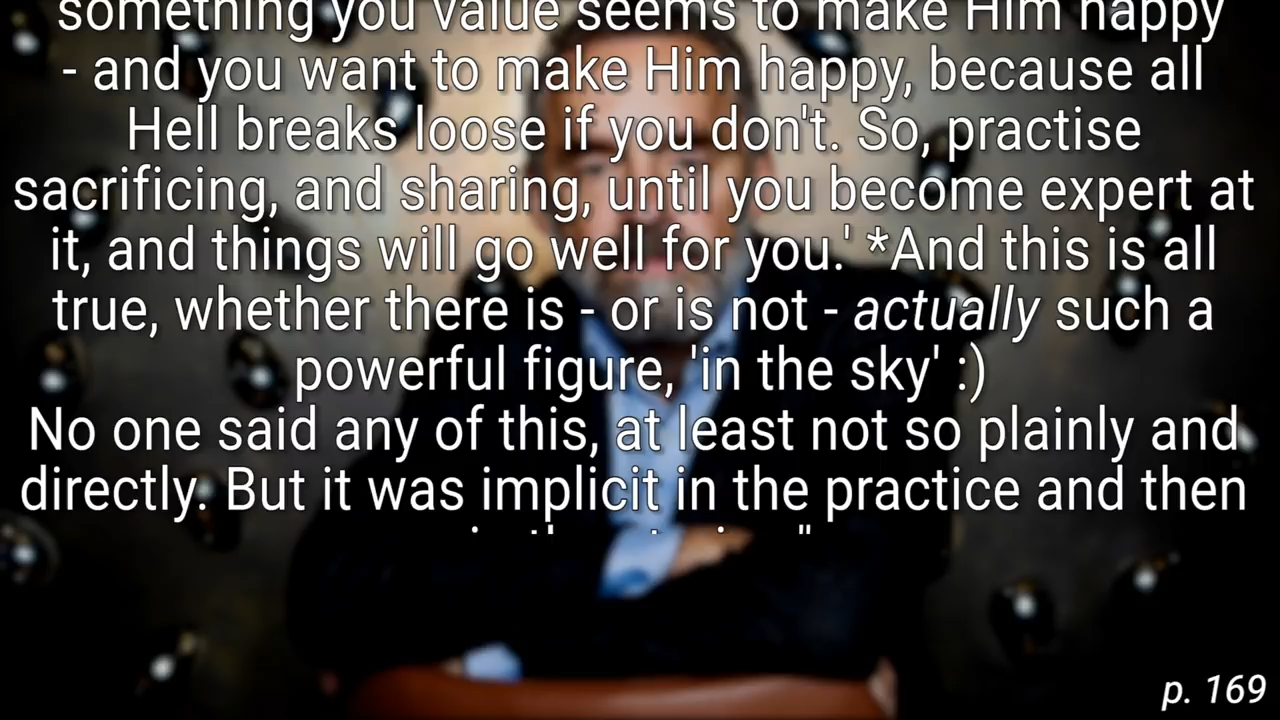 something you value seems to make Him happy
- and you want to make Him happy, because all
Hell breaks loose if you don't. So, practise
sacrificing, and sharing, until you become expert at
it, and things will go well for you.' *And this is all
true, whether there is - or is not - actually such a
powerful figure, 'in the sky' :)
No one said any of this, at least not so plainly and
directly. But it was implicit in the practice and then
p. 169